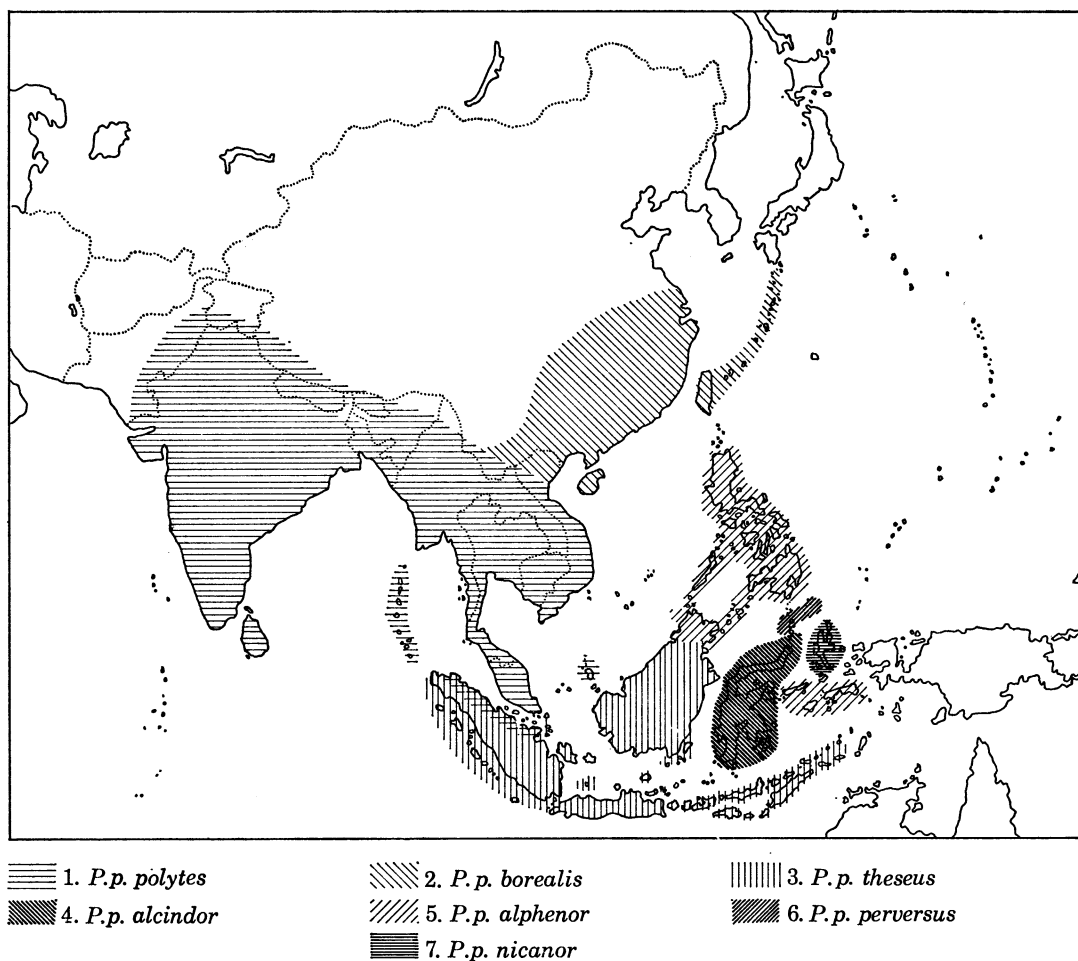 1. P.p. polytes 2. P.p. borealis 3. P.p. theseus
4. P.p. alcindor 5. P.p. alphenor 6. P.p. perversus
7. P.p. nicanor